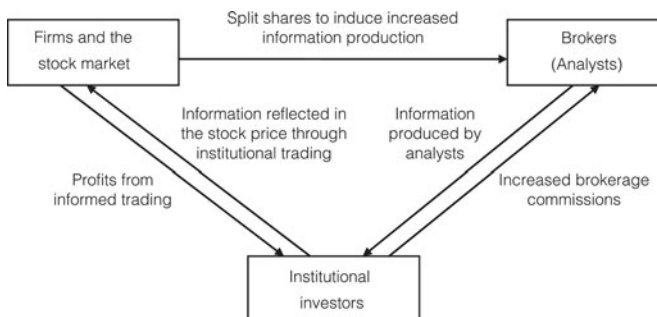 Split shares to induce increased
information production
Firms and the
stock market
Brokers
(Analysts)
Information reflected in
the stock price through
institutional trading
Information
produced by
analysts
Profits from
informed trading
Increased brokerage
commissions
Institutional
investors